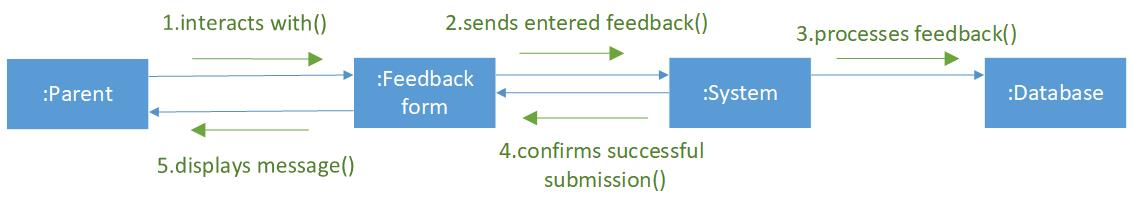 1.interacts with()
2.sends entered feedback()
3.processes feedback()
:Parent
:Feedback
form
:System
:Database
5.displays message()
4.confirms successful
submission()